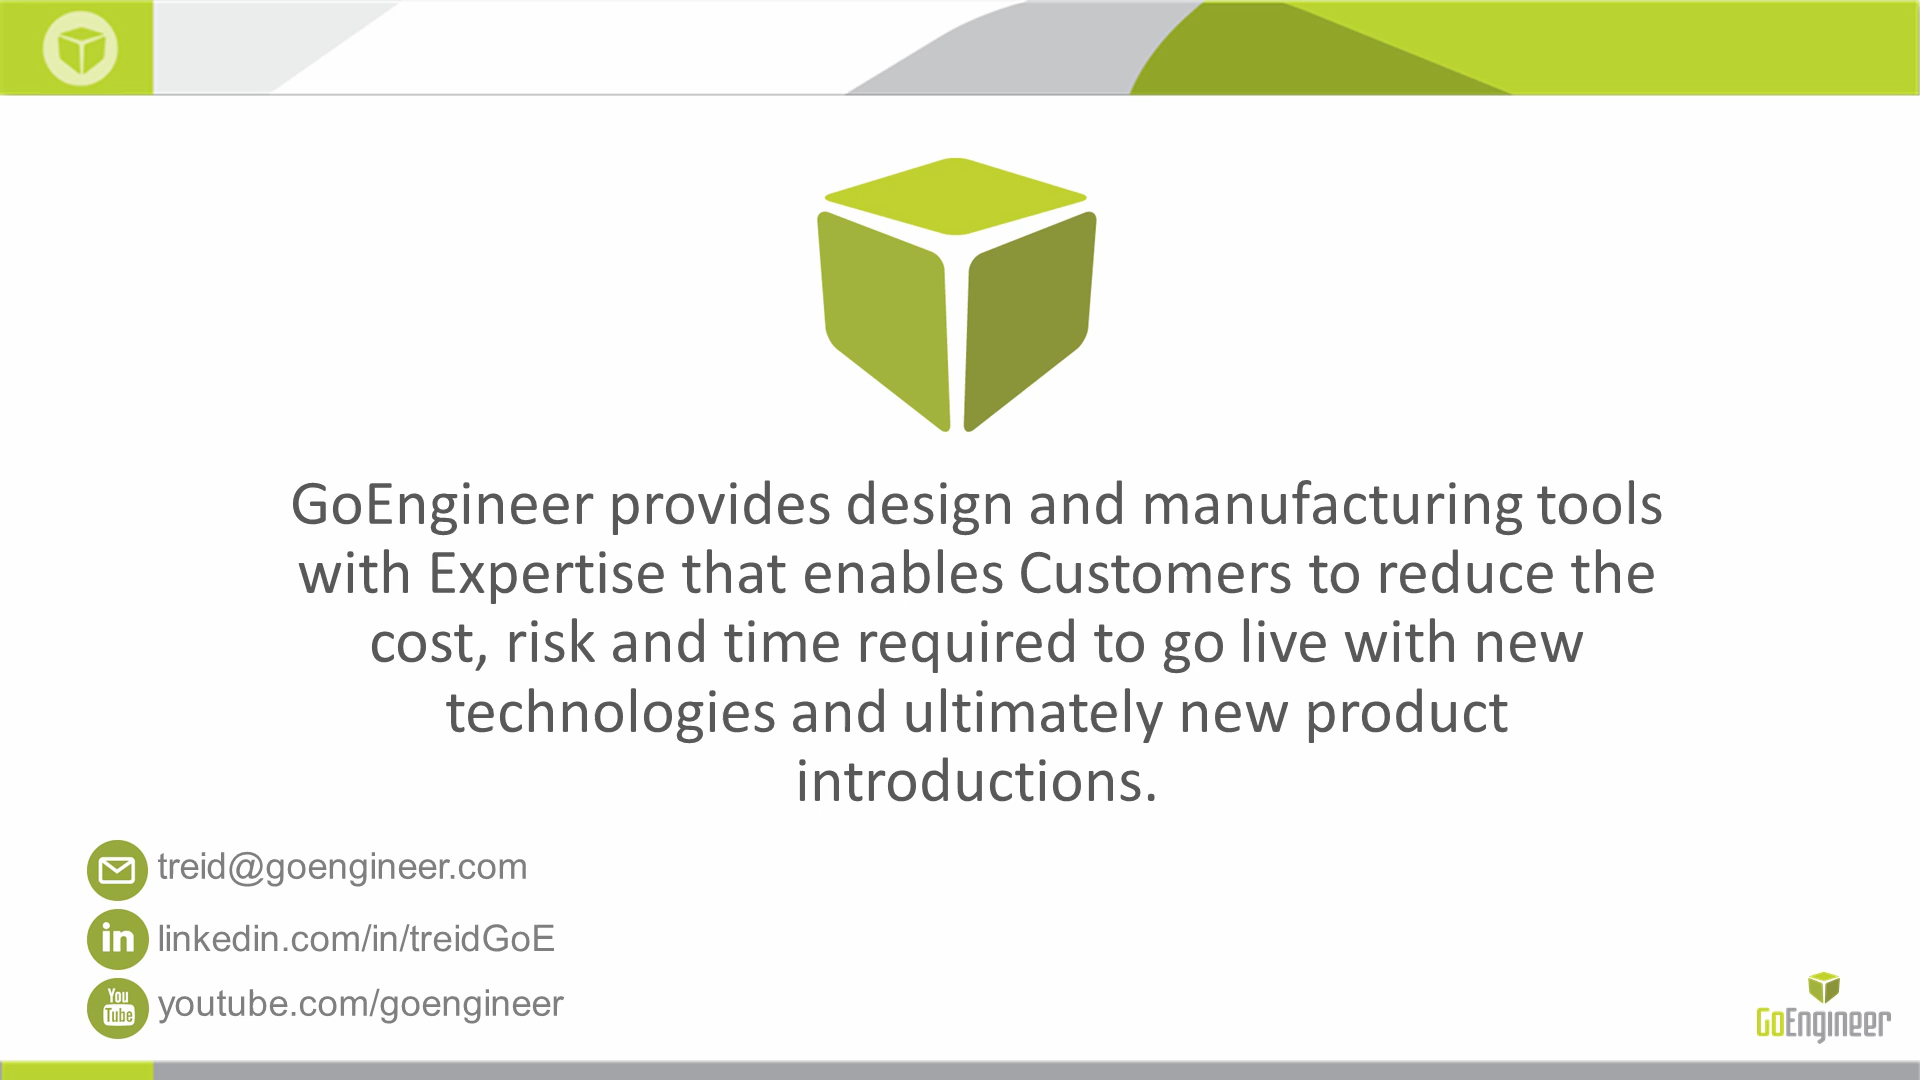 GoEngineer provides design and manufacturing tools
with Expertise that enables Customers to reduce the
cost, risk and time required to go live with new
technologies and ultimately new product
introductions.
treid@goengineer.com
in linkedin.com/in/treidGoE
You
Tube youtube.com/goengineer
GoEngineer